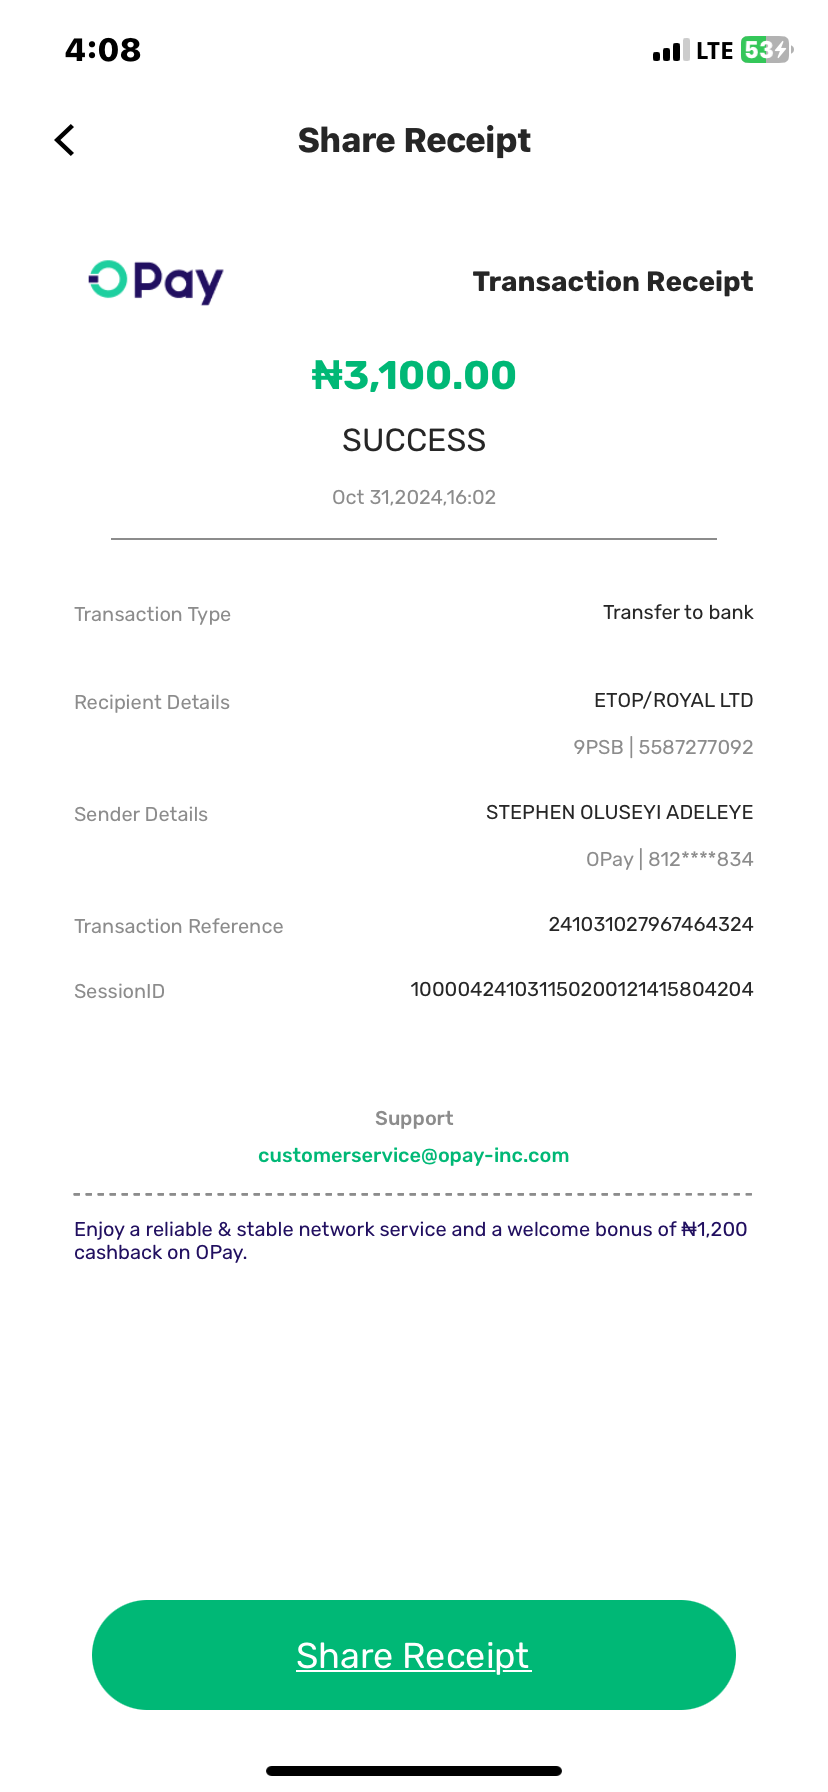 4:08
LTE 53
Share Receipt
OPay
Transaction Receipt
₦3,100.00
SUCCESS
Oct 31,2024,16:02
Transaction Type
Transfer to bank
Recipient Details
ETOP/ROYAL LTD
9PSB | 5587277092
Sender Details
STEPHEN OLUSEYI ADELEYE
OPay | 812****834
Transaction Reference
241031027967464324
SessionID
100004241031150200121415804204
Support
customerservice@opay-inc.com
Enjoy a reliable & stable network service and a welcome bonus of ₦1,200
cashback on OPay.
Share Receipt